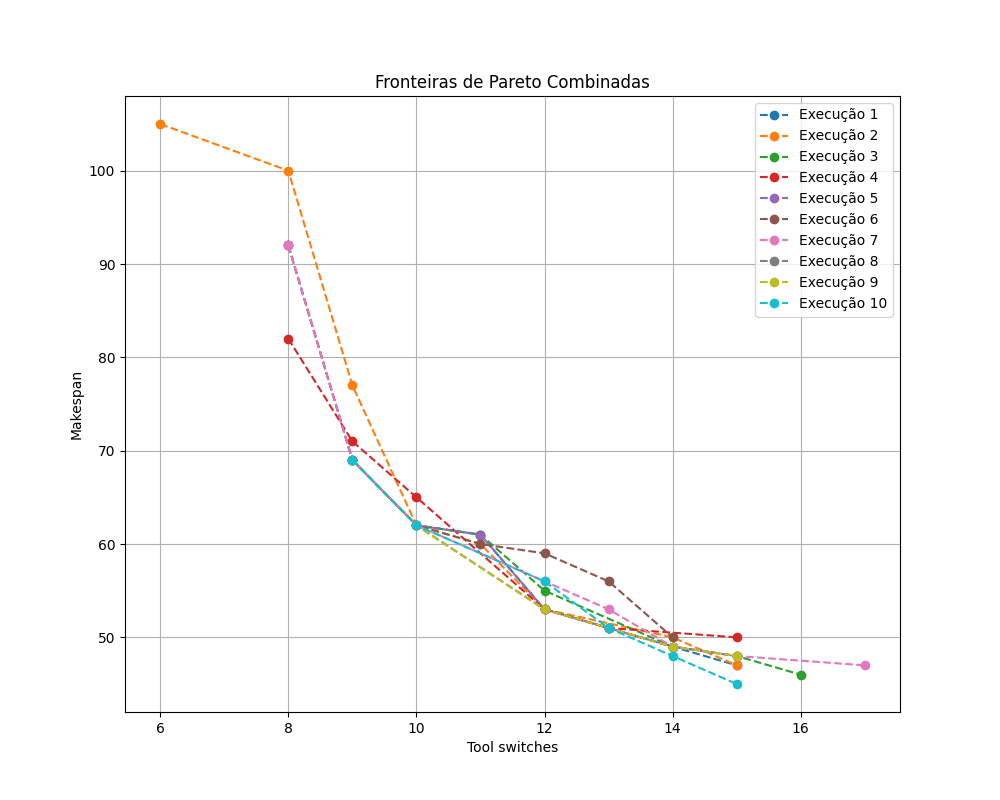 Fronteiras de Pareto Combinadas
Execução 1
Execução 2
Execução 3
Execução 4
Execução 5
Execução 6
Execução 7
Execução 8
Execução 9
Execução 10
100
90
80
70
60
50
Makespan
6 8 10 12 14 16
Tool switches